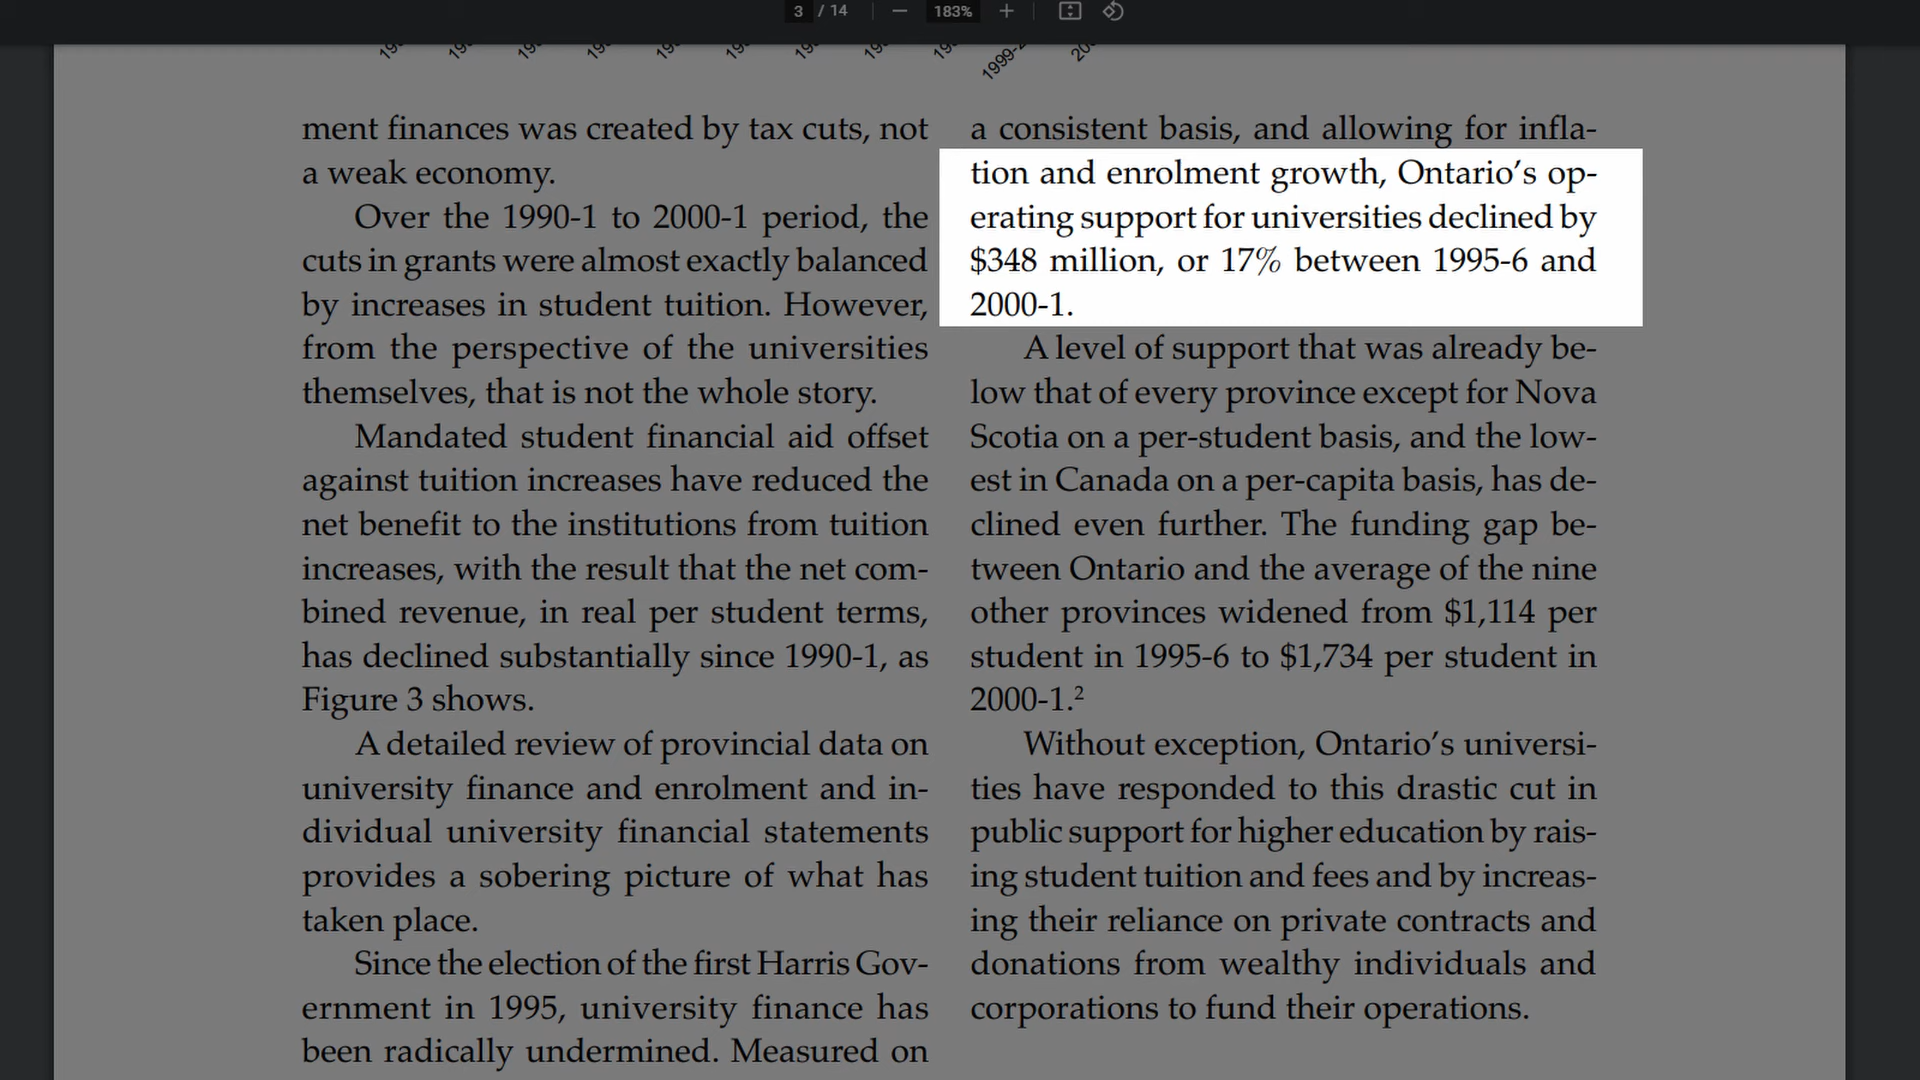 3 / 14
183%
1999-2
ment finances was created by tax cuts, not
a weak economy.
Over the 1990-1 to 2000-1 period, the
cuts in grants were almost exactly balanced
by increases in student tuition. However,
from the perspective of the universities
themselves, that is not the whole story.
Mandated student financial aid offset
against tuition increases have reduced the
net benefit to the institutions from tuition
increases, with the result that the net com-
bined revenue, in real per student terms,
has declined substantially since 1990-1, as
Figure 3 shows.
A detailed review of provincial data on
university finance and enrolment and in-
dividual university financial statements
provides a sobering picture of what has
taken place.
Since the election of the first Harris Gov-
ernment in 1995, university finance has
been radically undermined. Measured on
a consistent basis, and allowing for infla-
tion and enrolment growth, Ontario’s op-
erating support for universities declined by
$348 million, or 17% between 1995-6 and
2000-1.
A level of support that was already be-
low that of every province except for Nova
Scotia on a per-student basis, and the low-
est in Canada on a per-capita basis, has de-
clined even further. The funding gap be-
tween Ontario and the average of the nine
other provinces widened from $1,114 per
student in 1995-6 to $1,734 per student in
2000-1.²
Without exception, Ontario’s universi-
ties have responded to this drastic cut in
public support for higher education by rais-
ing student tuition and fees and by increas-
ing their reliance on private contracts and
donations from wealthy individuals and
corporations to fund their operations.